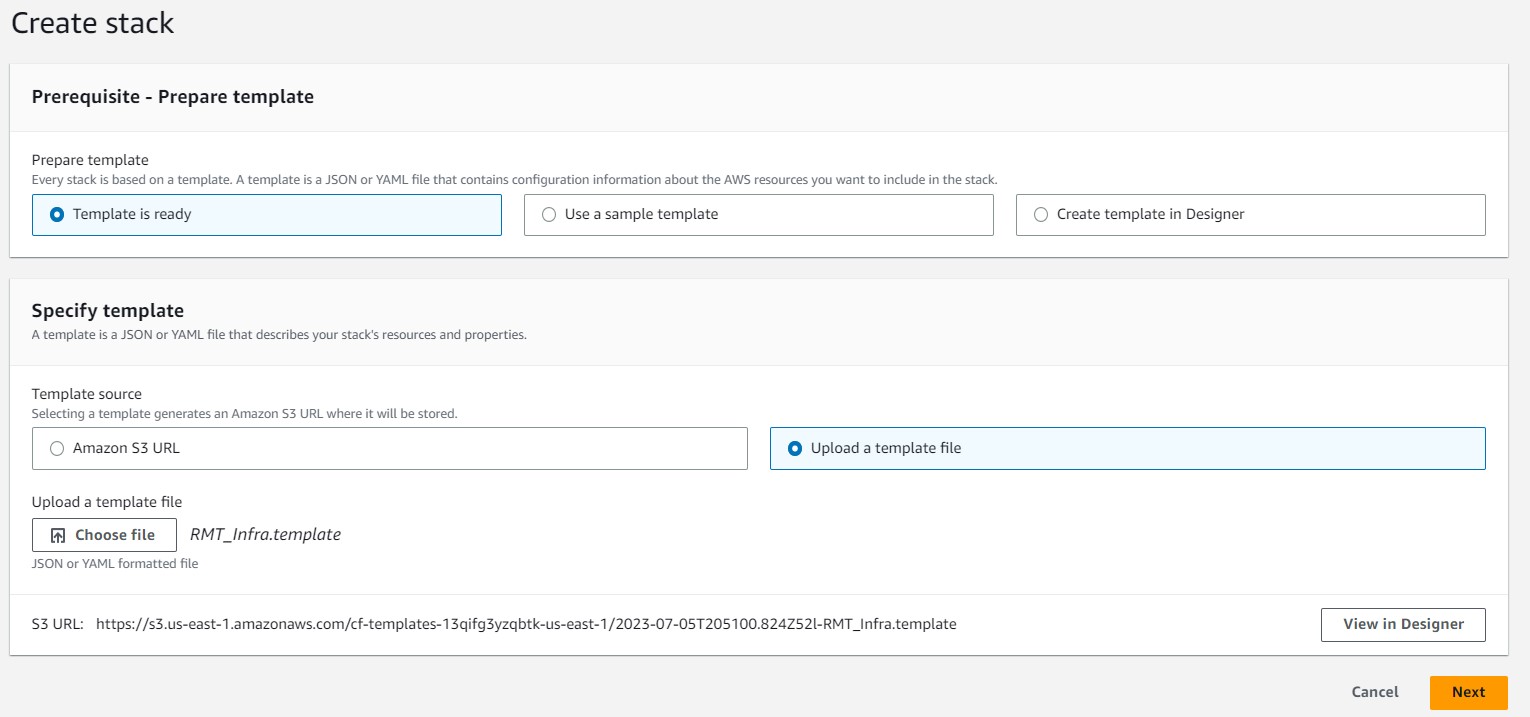 Create stack
Prerequisite - Prepare template
Prepare template
Every stack is based on a template. A template is a JSON or YAML file that contains configuration information about the AWS resources you want to include in the stack.
Template is ready
Use a sample template
Create template in Designer
Specify template
A template is a JSON or YAML file that describes your stack's resources and properties.
Template source
Selecting a template generates an Amazon S3 URL where it will be stored.
Amazon S3 URL
Upload a template file
Upload a template file
Choose file
RMT_Infra.template
JSON or YAML formatted file
S3 URL: https://s3.us-east-1.amazonaws.com/cf-templates-13qifg3yzqbtk-us-east-1/2023-07-05T205100.824Z52l-RMT_Infra.template
View in Designer
Cancel
Next